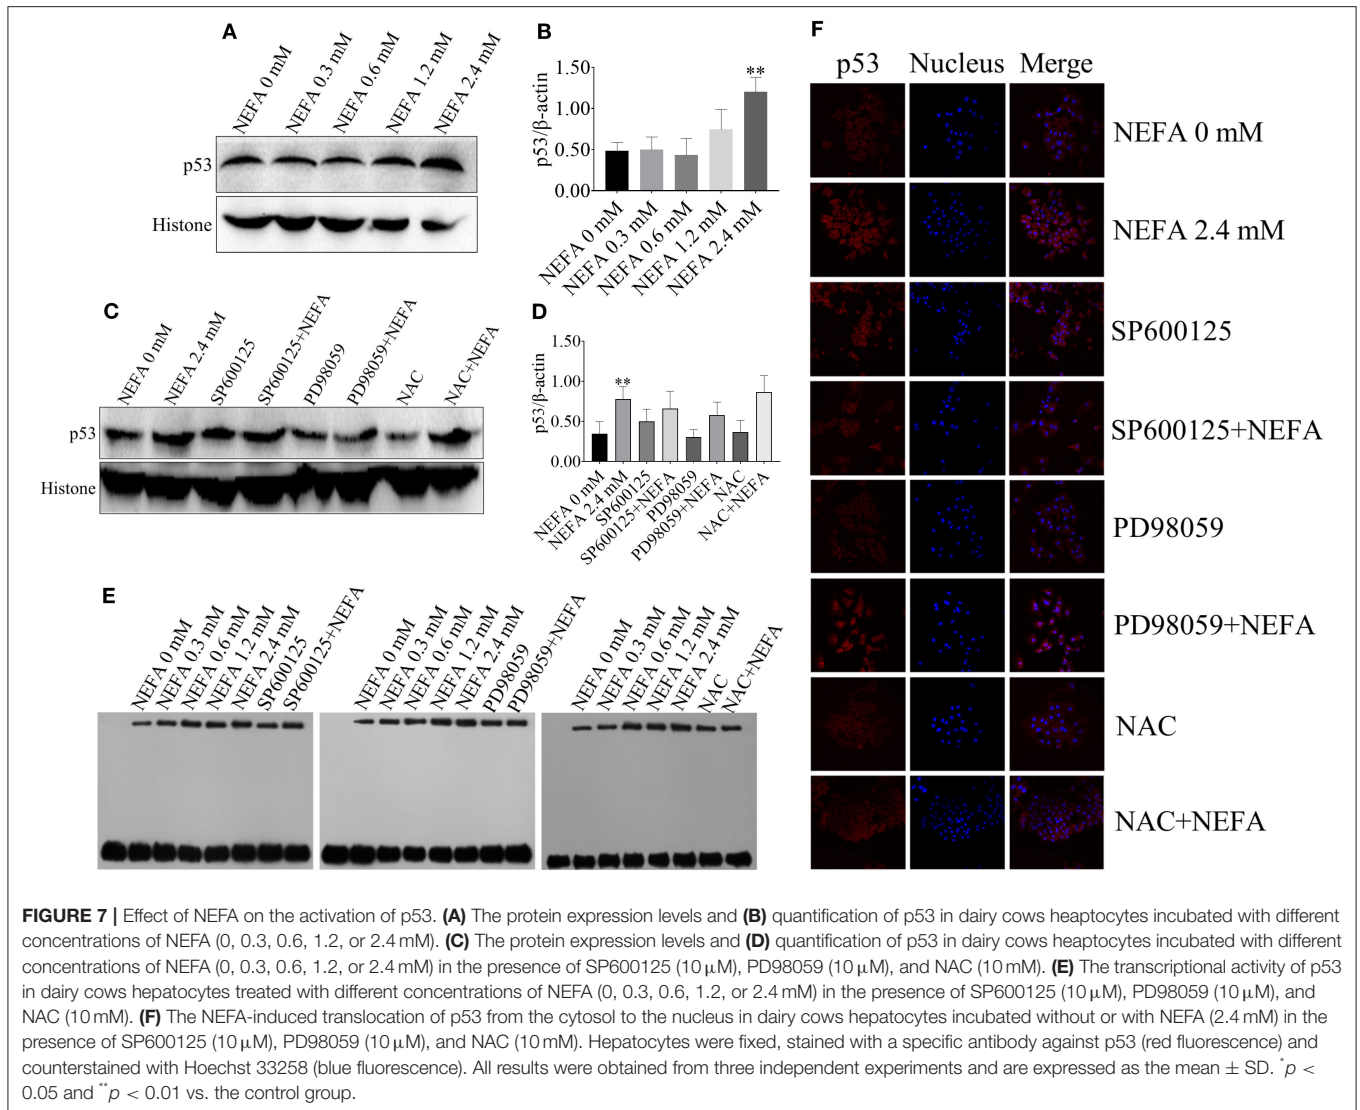 A
NEFA 0 mM
NEFA 0.3 mM
NEFA 0.6 mM
NEFA 1.2 mM
NEFA 2.4 mM
p53
Histone
B
p53/β-actin
1.50
1.00
0.50
0.00
**
NEFA 0 mM
NEFA 0.3 mM
NEFA 0.6 mM
NEFA 1.2 mM
NEFA 2.4 mM
C
NEFA 0 mM
NEFA 2.4 mM
SP600125
SP600125+NEFA
PD98059
PD98059+NEFA
NAC
NAC+NEFA
p53
Histone
D
p53/β-actin
1.50
1.00
0.50
0.00
**
NEFA 0 mM
NEFA 2.4 mM
SP600125
SP600125+NEFA
PD98059
PD98059+NEFA
NAC
NAC+NEFA
E
NEFA 0 mM
NEFA 0.3 mM
NEFA 0.6 mM
NEFA 1.2 mM
NEFA 2.4 mM
SP600125
SP600125+NEFA
NEFA 0 mM
NEFA 0.3 mM
NEFA 0.6 mM
NEFA 1.2 mM
NEFA 2.4 mM
PD98059
PD98059+NEFA
NEFA 0 mM
NEFA 0.3 mM
NEFA 0.6 mM
NEFA 1.2 mM
NEFA 2.4 mM
NAC
NAC+NEFA
F
p53 Nucleus Merge
NEFA 0 mM
NEFA 2.4 mM
SP600125
SP600125+NEFA
PD98059
PD98059+NEFA
NAC
NAC+NEFA
FIGURE 7 | Effect of NEFA on the activation of p53. (A) The protein expression levels and (B) quantification of p53 in dairy cows heaptocytes incubated with different
concentrations of NEFA (0, 0.3, 0.6, 1.2, or 2.4 mM). (C) The protein expression levels and (D) quantification of p53 in dairy cows heaptocytes incubated with different
concentrations of NEFA (0, 0.3, 0.6, 1.2, or 2.4 mM) in the presence of SP600125 (10 μM), PD98059 (10 μM), and NAC (10 mM). (E) The transcriptional activity of p53
in dairy cows hepatocytes treated with different concentrations of NEFA (0, 0.3, 0.6, 1.2, or 2.4 mM) in the presence of SP600125 (10 μM), PD98059 (10 μM), and
NAC (10 mM). (F) The NEFA-induced translocation of p53 from the cytosol to the nucleus in dairy cows hepatocytes incubated without or with NEFA (2.4 mM) in the
presence of SP600125 (10 μM), PD98059 (10 μM), and NAC (10 mM). Hepatocytes were fixed, stained with a specific antibody against p53 (red fluorescence) and
counterstained with Hoechst 33258 (blue fluorescence). All results were obtained from three independent experiments and are expressed as the mean ± SD. *p <
0.05 and **p < 0.01 vs. the control group.